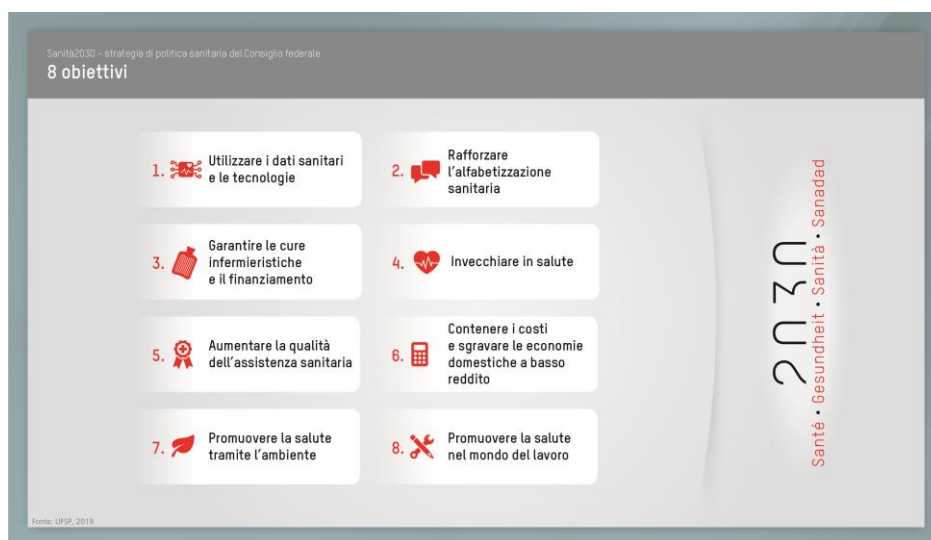 Sanità2030 – strategia di politica sanitaria del Consiglio federale
8 obiettivi
1. Utilizzare i dati sanitari
e le tecnologie
2. Rafforzare
l'alfabetizzazione
sanitaria
3. Garantire le cure
infermieristiche
e il finanziamento
4. Invecchiare in salute
5. Aumentare la qualità
dell'assistenza sanitaria
6. Contenere i costi
e sgravare le economie
domestiche a basso
reddito
7. Promuovere la salute
tramite l'ambiente
8. Promuovere la salute
nel mondo del lavoro
2030
Santé • Gesundheit • Sanità • Sanadad
Fonte: UFSP, 2019